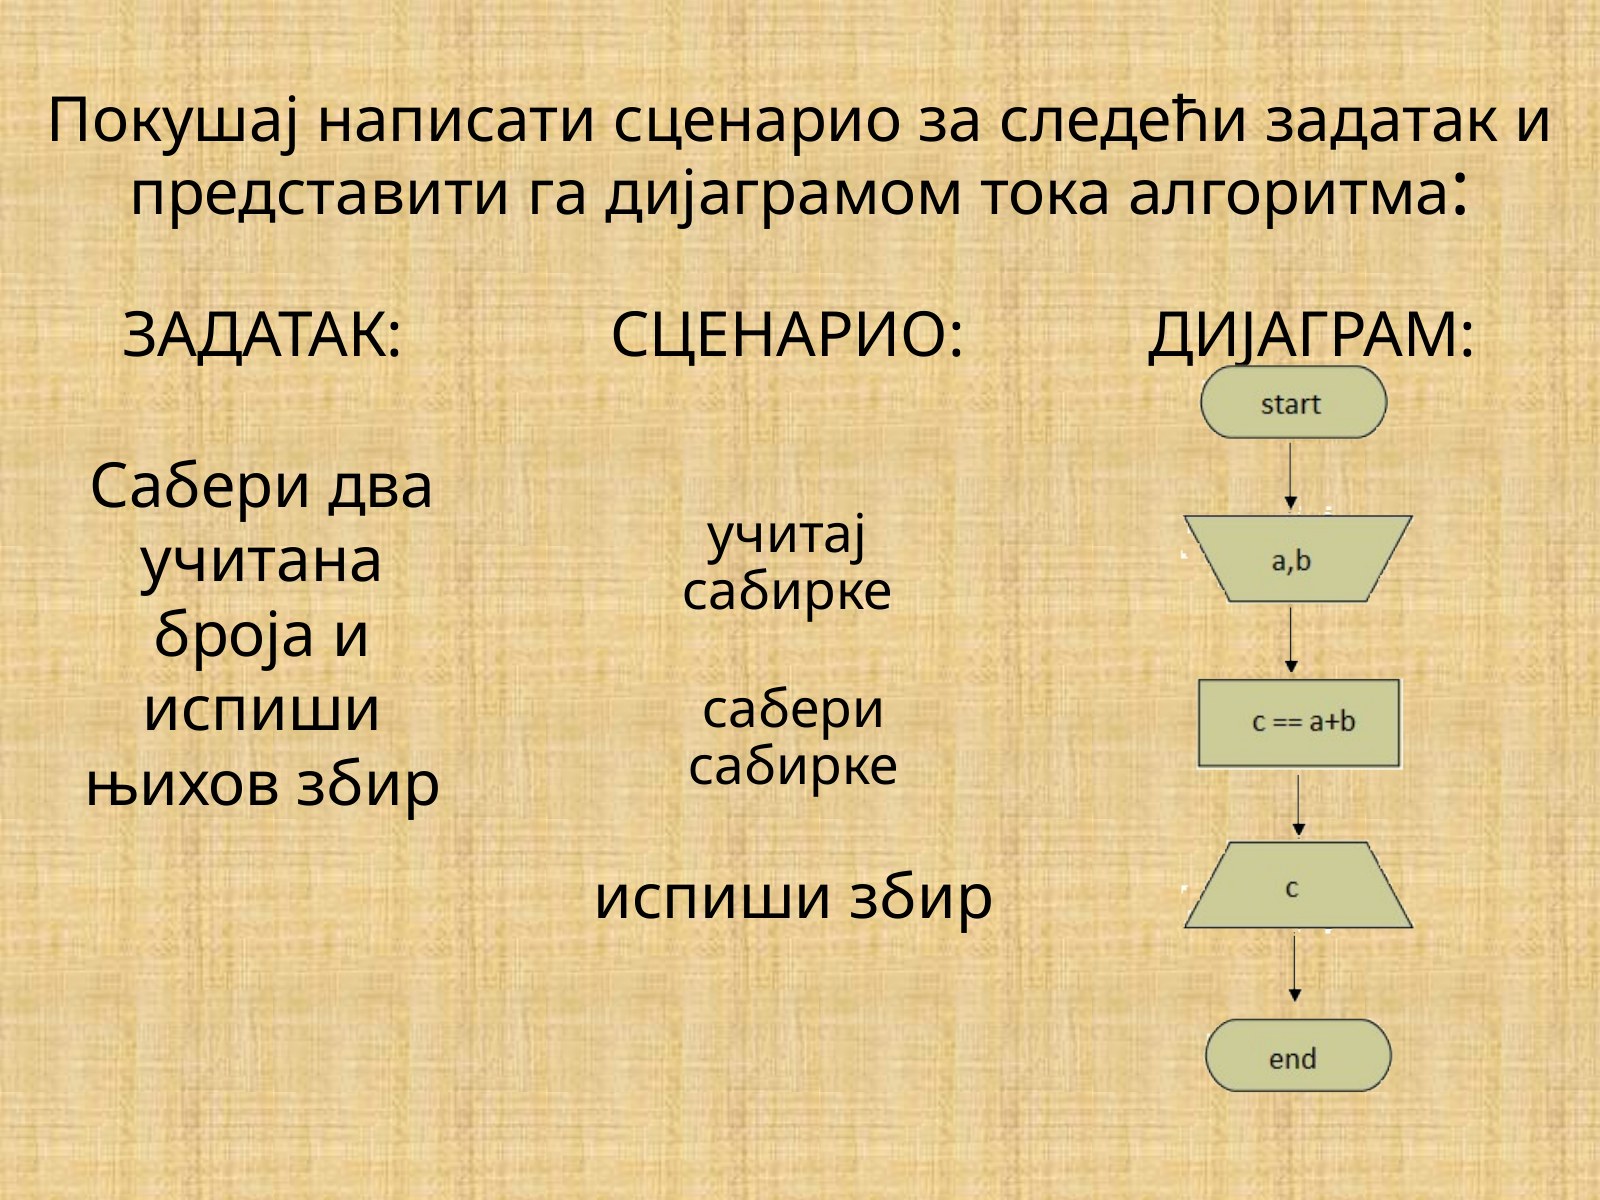 Покушај написати сценарио за следећи задатак и
представити га дијаграмом тока алгоритма:
ЗАДАТАК:
Сабери два
учитана
броја и
испиши
њихов збир
СЦЕНАРИО:
учитај
сабирке
сабери
сабирке
испиши збир
ДИЈАГРАМ:
start
a,b
c == a+b
c
end